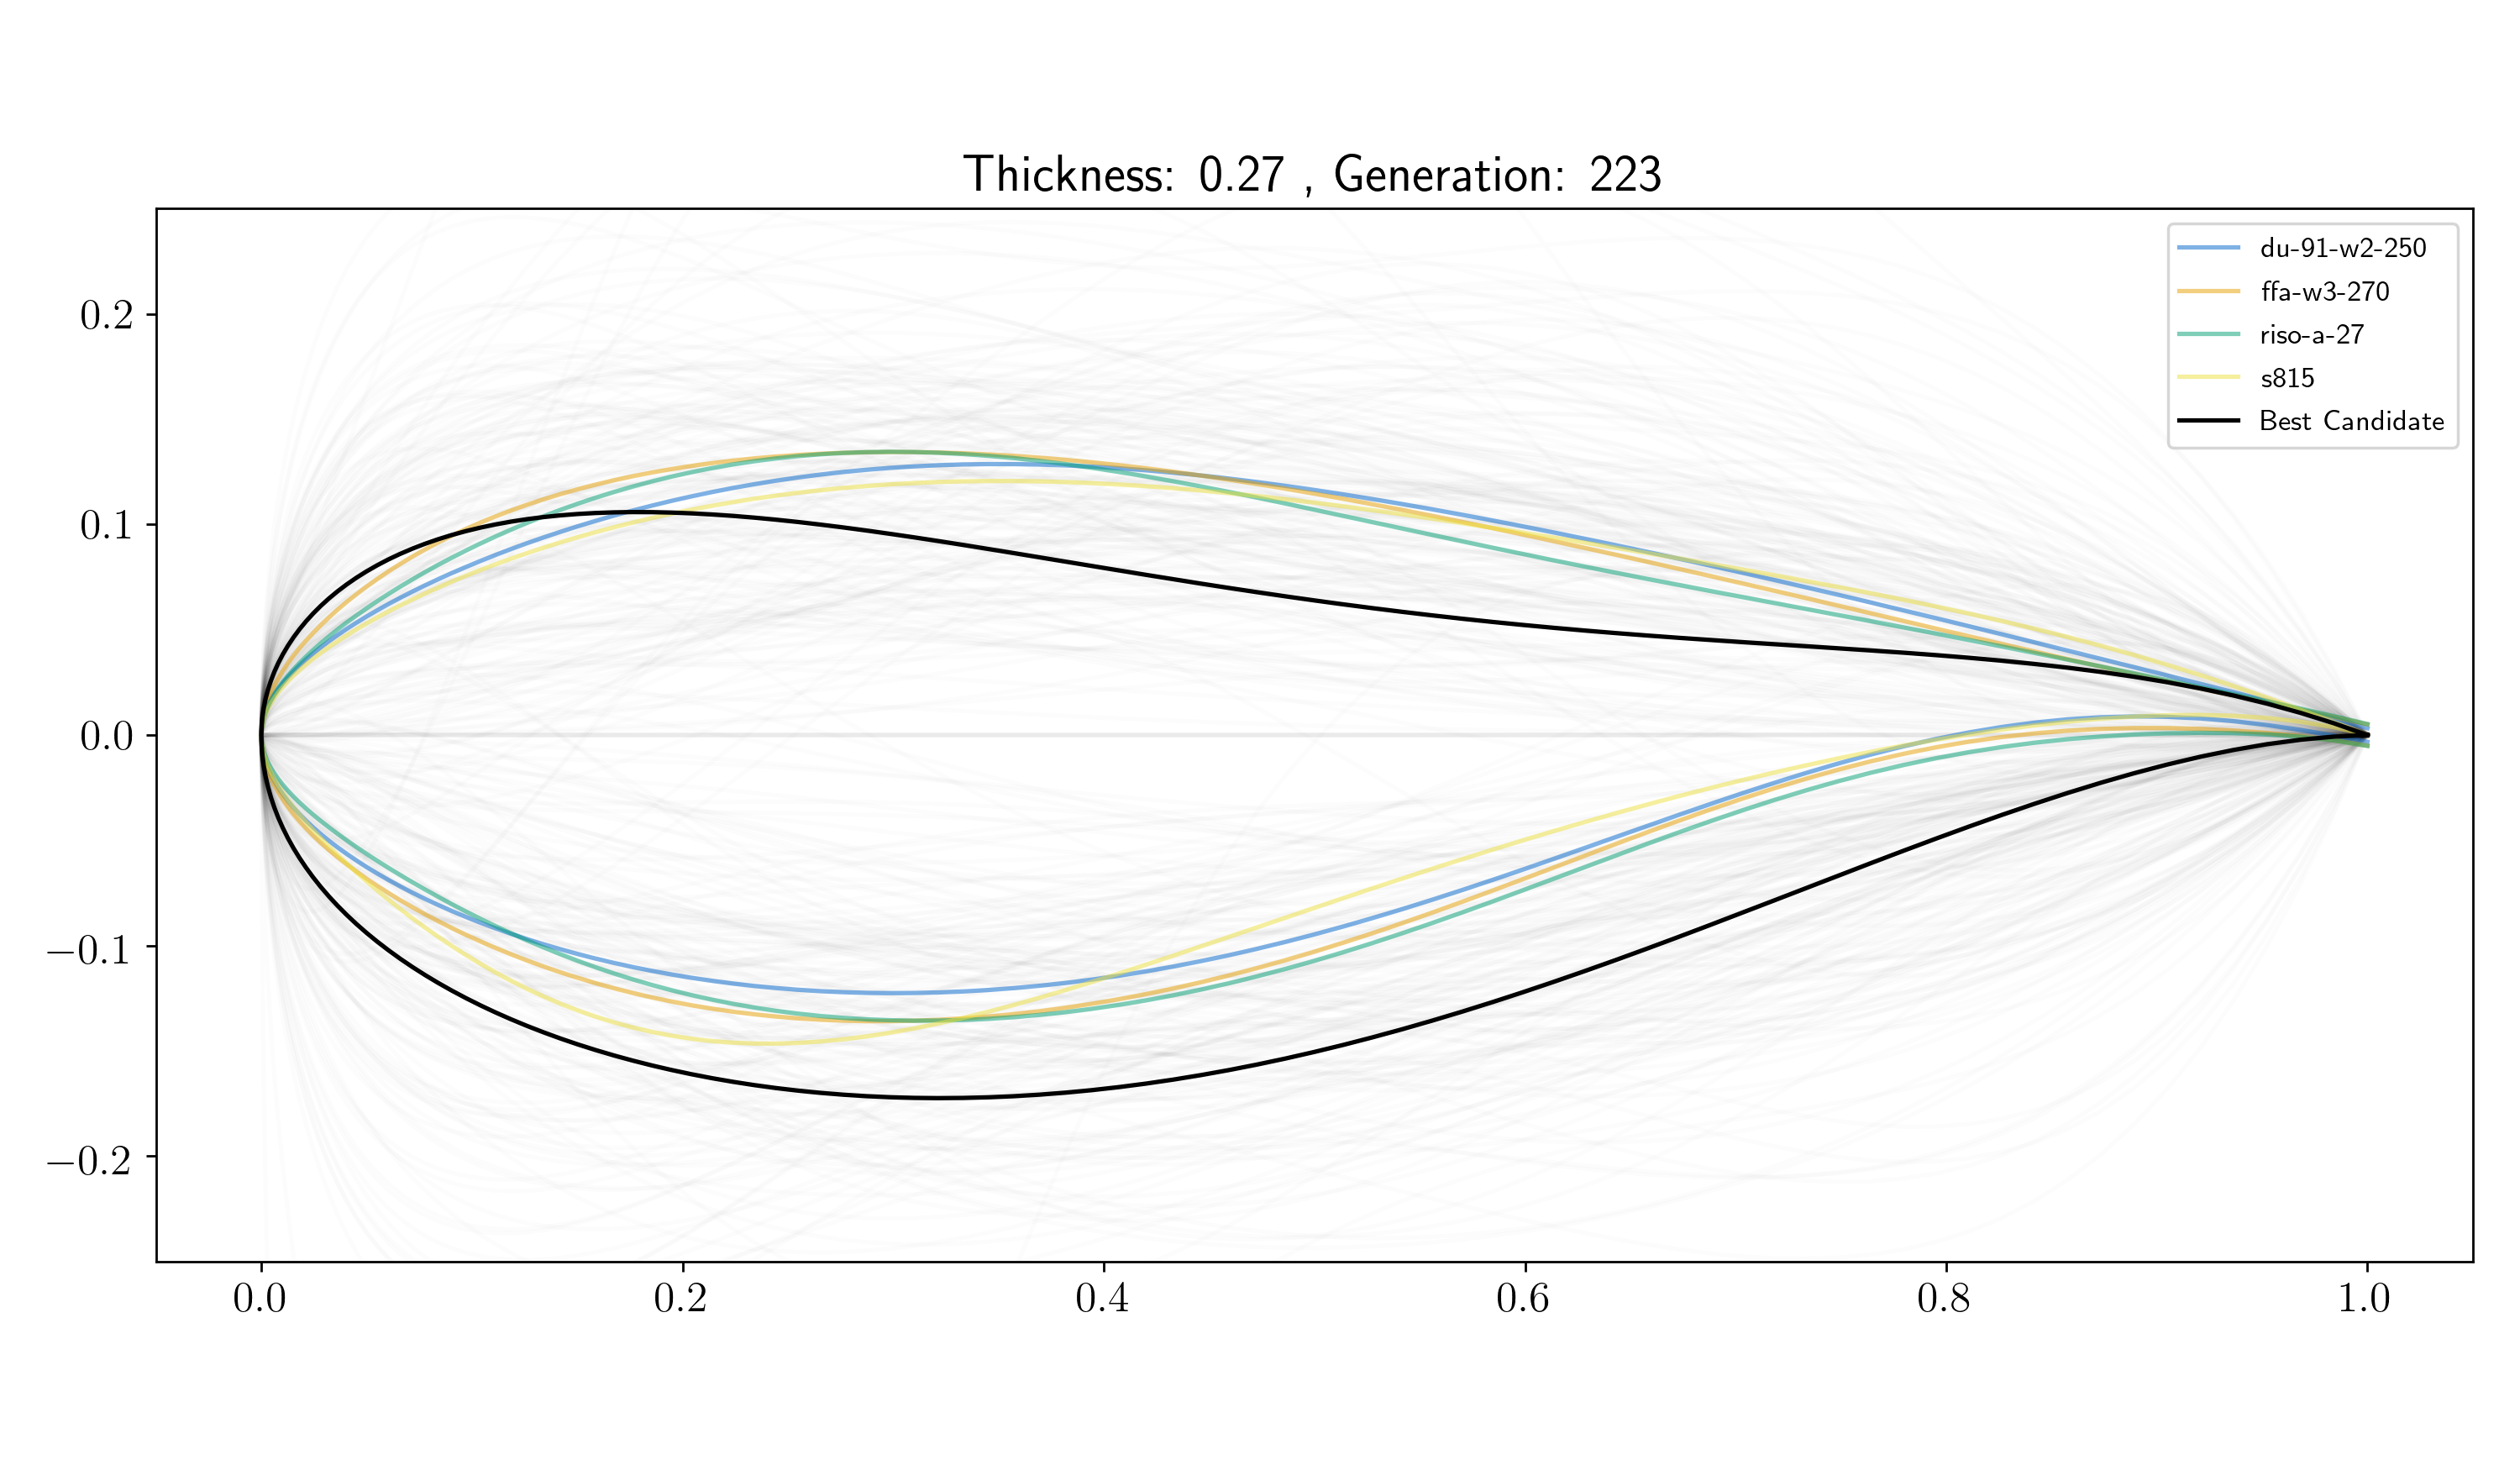 Thickness: 0.27 , Generation: 223
du-91-w2-250
ffa-w3-270
riso-a-27
s815
Best Candidate
0.2
0.1
0.0
−0.1
−0.2
0.0 0.2 0.4 0.6 0.8 1.0